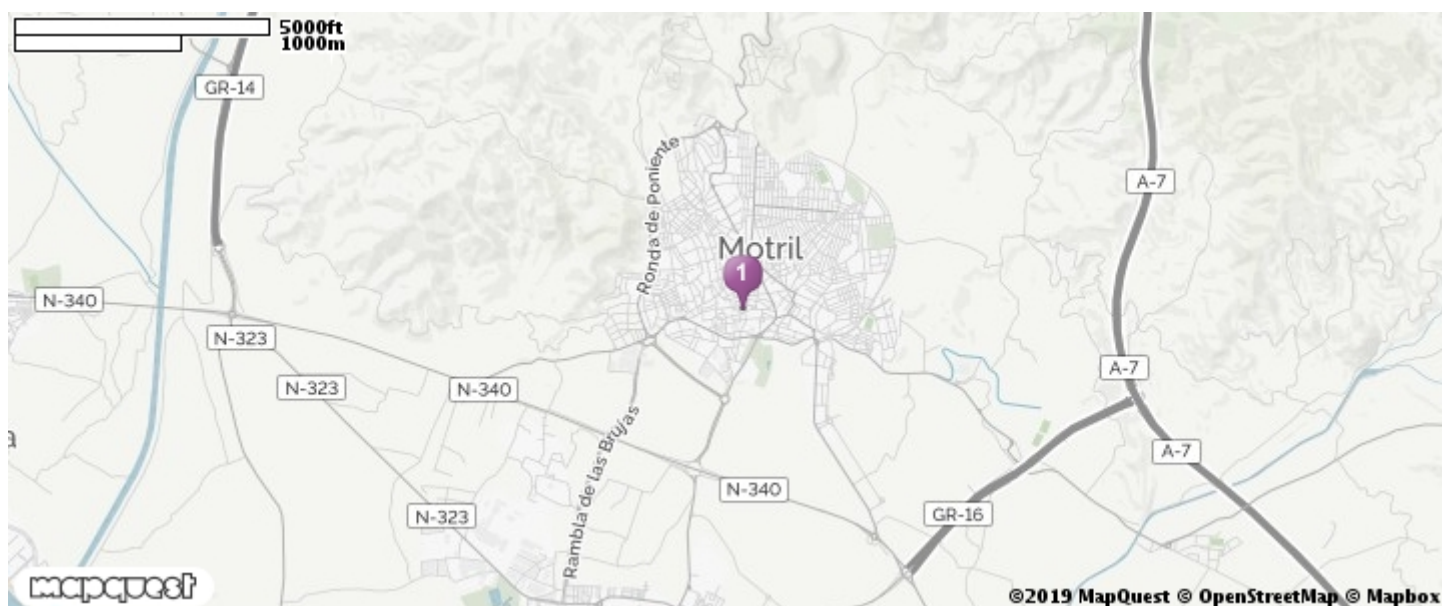 5000ft
1000m
GR-14
Ronda de Poniente
A-7
Motril
1
N-340
N-323
A-7
N-323
N-340
a
Rambla de las Brujas
A-7
N-340
N-323
GR-16
mapquest
©2019 MapQuest © OpenStreetMap © Mapbox